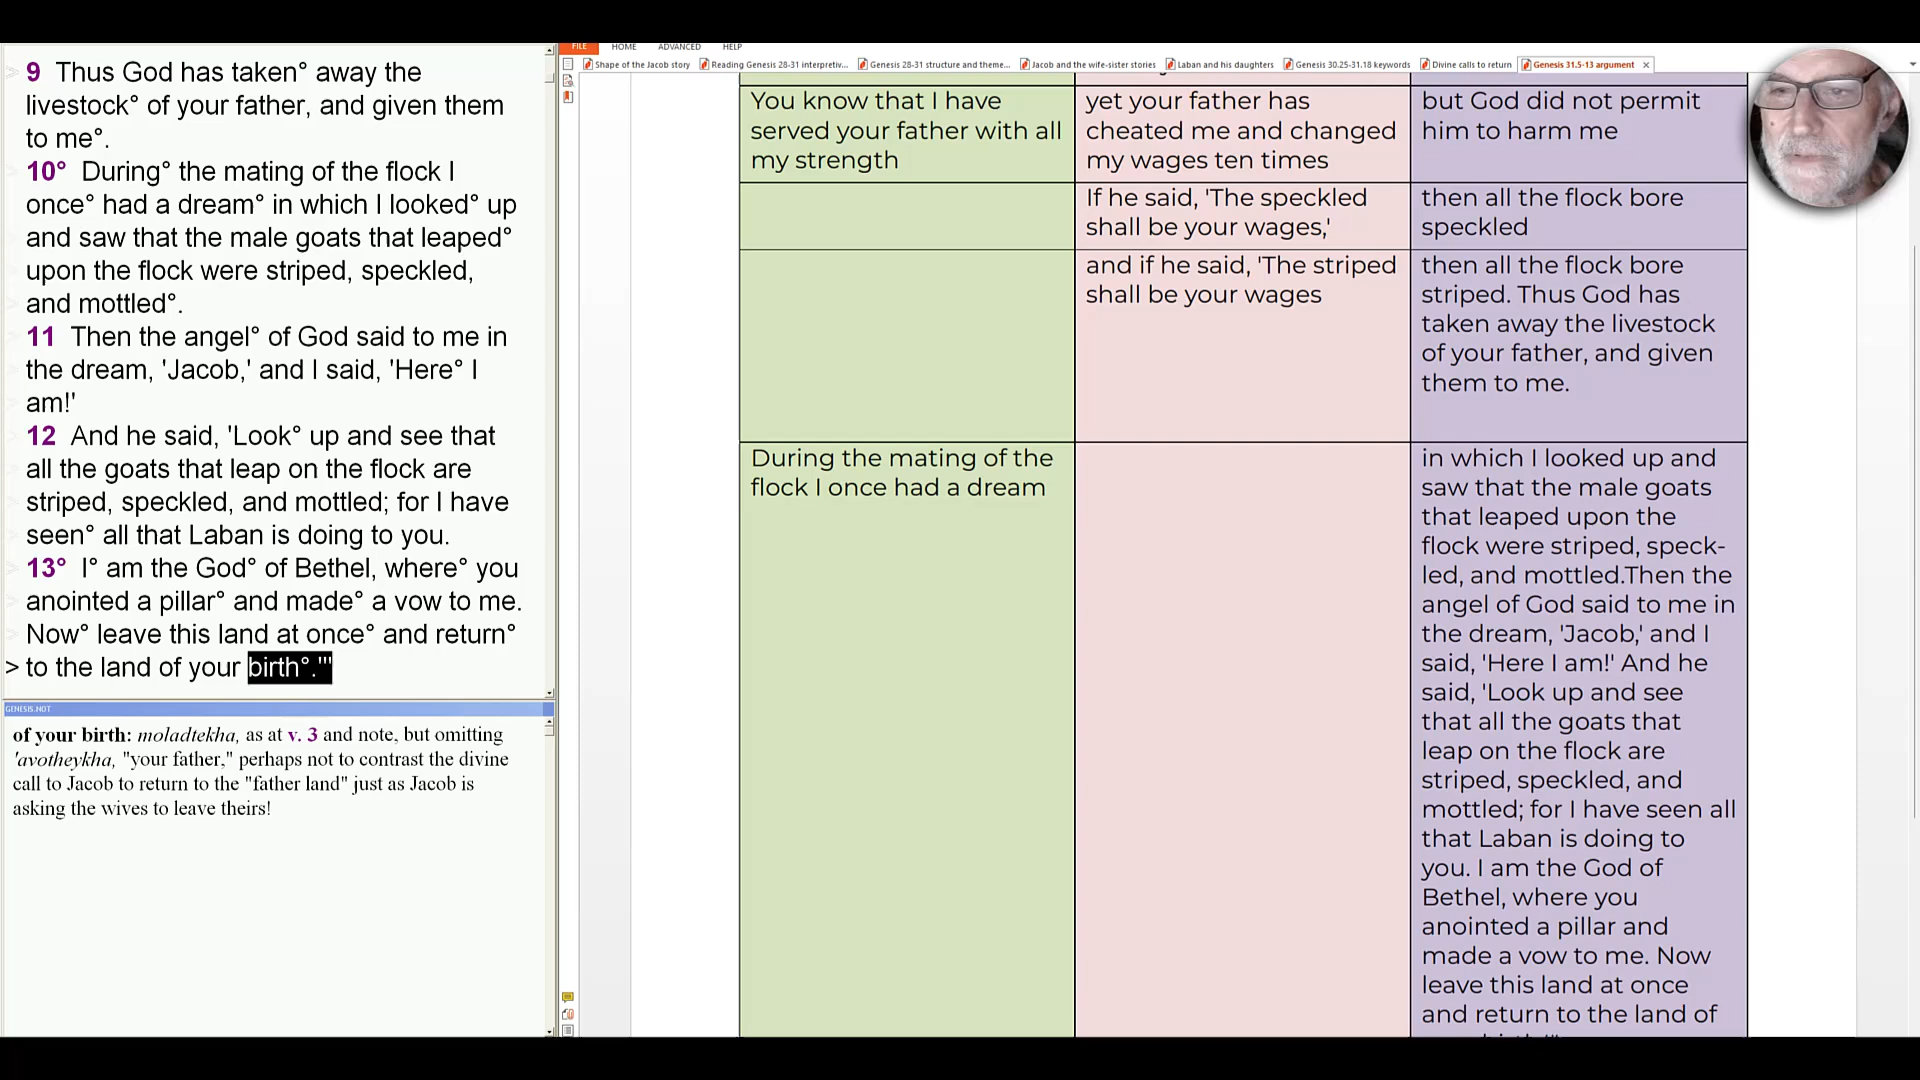 9 Thus God has taken° away the
livestock° of your father, and given them
to me°.
10° During° the mating of the flock I
once° had a dream° in which I looked° up
and saw that the male goats that leaped°
upon the flock were striped, speckled,
and mottled°.
11 Then the angel° of God said to me in
the dream, 'Jacob,' and I said, 'Here° I
am!'
12 And he said, 'Look° up and see that
all the goats that leap on the flock are
striped, speckled, and mottled; for I have
seen° all that Laban is doing to you.
13° I° am the God° of Bethel, where° you
anointed a pillar° and made° a vow to me.
Now° leave this land at once° and return°
> to the land of your birth°.'"
GENESIS.NOT
of your birth: moladtekha, as at v. 3 and note, but omitting
'avotheykha, "your father," perhaps not to contrast the divine
call to Jacob to return to the "father land" just as Jacob is
asking the wives to leave theirs!
FILE HOME ADVANCED HELP
Shape of the Jacob story Reading Genesis 28-31 interpretiv... Genesis 28-31 structure and theme... Jacob and the wife-sister stories Laban and his daughters Genesis 30.25-31.18 keywords Divine calls to return Genesis 31.5-13 argument
You know that I have
served your father with all
my strength
yet your father has
cheated me and changed
my wages ten times
but God did not permit
him to harm me
If he said, 'The speckled
shall be your wages,'
then all the flock bore
speckled
and if he said, 'The striped
shall be your wages
then all the flock bore
striped. Thus God has
taken away the livestock
of your father, and given
them to me.
During the mating of the
flock I once had a dream
in which I looked up and
saw that the male goats
that leaped upon the
flock were striped, speck-
led, and mottled.Then the
angel of God said to me in
the dream, 'Jacob,' and I
said, 'Here I am!' And he
said, 'Look up and see
that all the goats that
leap on the flock are
striped, speckled, and
mottled; for I have seen all
that Laban is doing to
you. I am the God of
Bethel, where you
anointed a pillar and
made a vow to me. Now
leave this land at once
and return to the land of